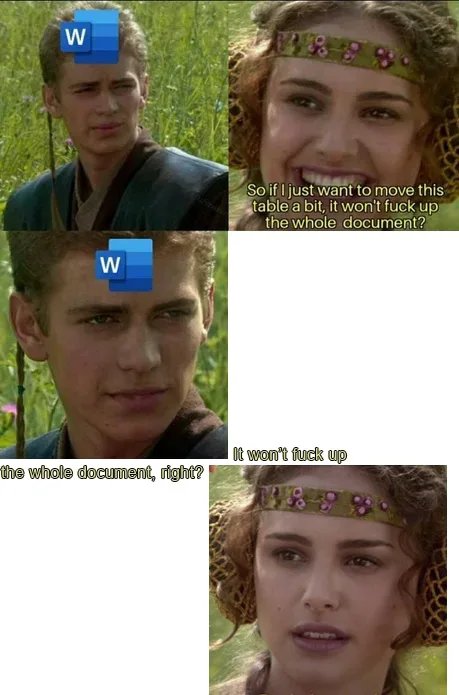 W
So if I just want to move this
table a bit, it won't fuck up
the whole document?
W
It won't fuck up
the whole document, right?